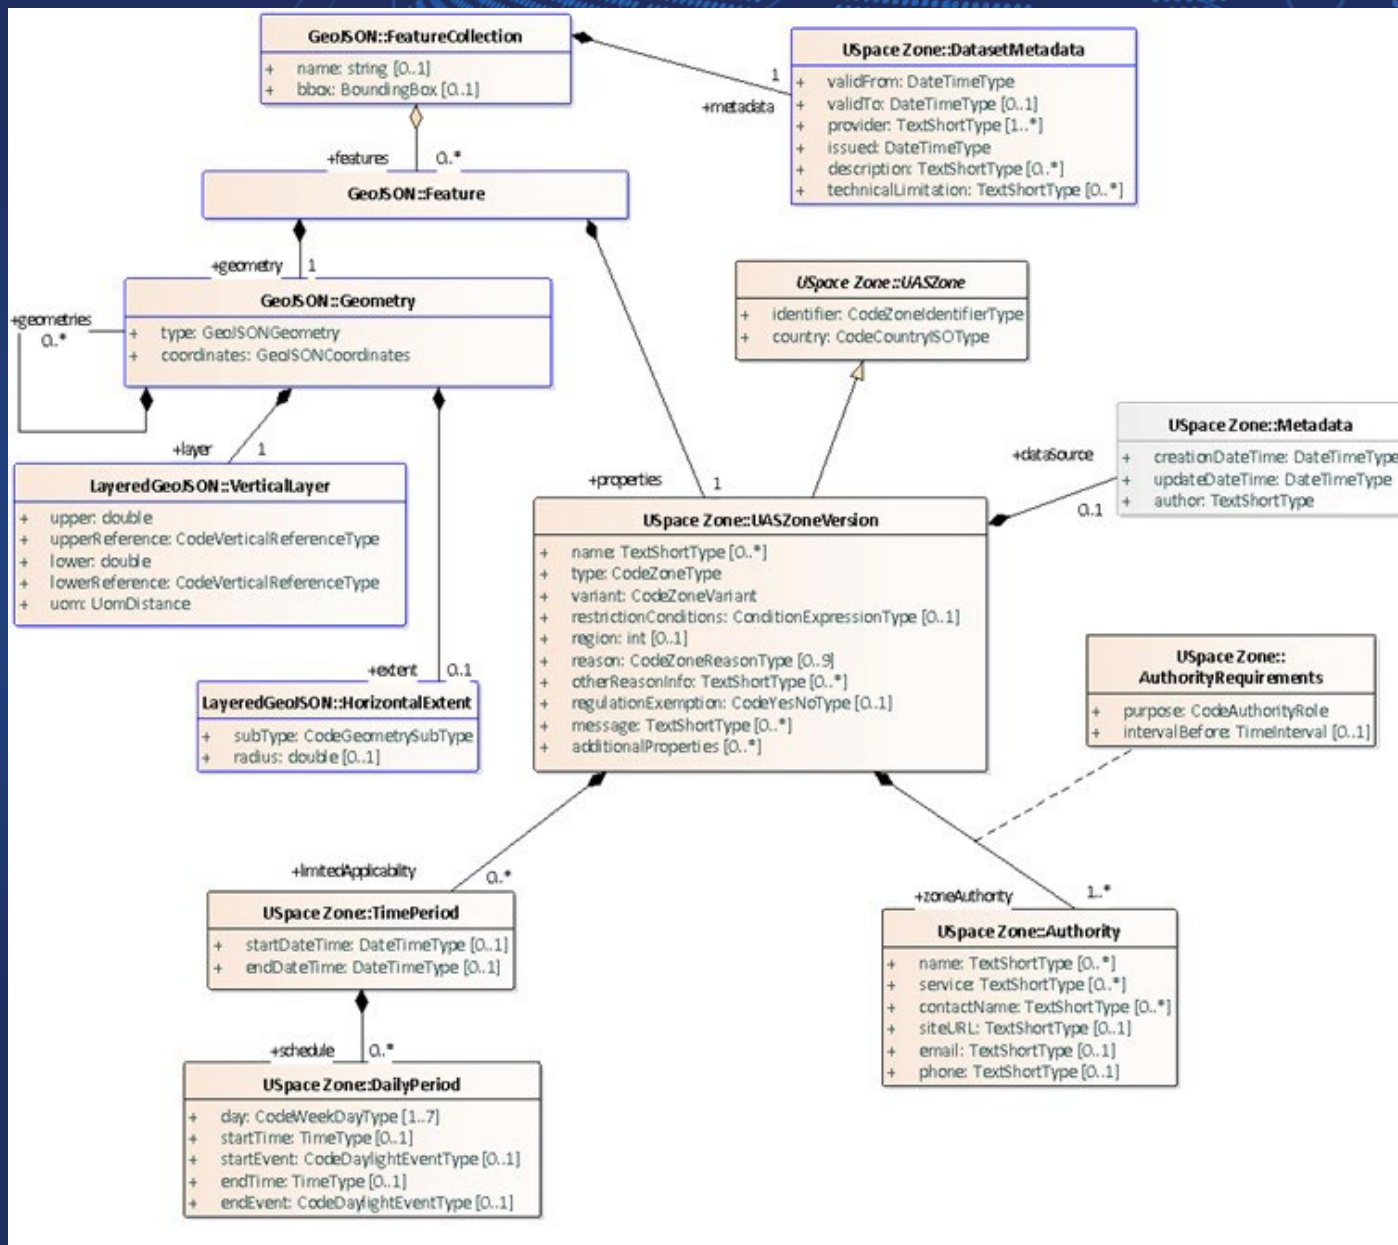 GeoJSON::FeatureCollection
+ name: string [0..1]
+ bbox: BoundingBox [0..1]
1
+metadata
USpace Zone::DatasetMetadata
+ validFrom: DateTimeType
+ validTo: DateTimeType [0..1]
+ provider: TextShortType [1..*]
+ issued: DateTimeType
+ description: TextShortType [0..*]
+ technicalLimitation: TextShortType [0..*]
+features
0..*
GeoJSON::Feature
+geometry
1
GeoJSON::Geometry
+ type: GeoJSONGeometry
+ coordinates: GeoJSONCoordinates
+geometries
0..*
USpace Zone::UASZone
+ identifier: CodeZoneIdentifierType
+ country: CodeCountryISOType
+layer
1
LayeredGeoJSON::VerticalLayer
+ upper: double
+ upperReference: CodeVerticalReferenceType
+ lower: double
+ lowerReference: CodeVerticalReferenceType
+ uom: UomDistance
+dataSource
0..1
USpace Zone::Metadata
+ creationDateTime: DateTimeType
+ updateDateTime: DateTimeType
+ author: TextShortType
+properties
1
USpace Zone::UASZoneVersion
+ name: TextShortType [0..*]
+ type: CodeZoneType
+ variant: CodeZoneVariant
+ restrictionConditions: ConditionExpressionType [0..1]
+ region: int [0..1]
+ reason: CodeZoneReasonType [0..9]
+ otherReasonInfo: TextShortType [0..*]
+ regulationExemption: CodeYesNoType [0..1]
+ message: TextShortType [0..*]
+ additionalProperties [0..*]
+extent
0..1
LayeredGeoJSON::HorizontalExtent
+ subType: CodeGeometrySubType
+ radius: double [0..1]
USpace Zone::
AuthorityRequirements
+ purpose: CodeAuthorityRole
+ intervalBefore: TimeInterval [0..1]
+limitedApplicability
0..*
USpace Zone::TimePeriod
+ startDateTime: DateTimeType [0..1]
+ endDateTime: DateTimeType [0..1]
+zoneAuthority
1..*
USpace Zone::Authority
+ name: TextShortType [0..*]
+ service: TextShortType [0..*]
+ contactName: TextShortType [0..*]
+ siteURL: TextShortType [0..1]
+ email: TextShortType [0..1]
+ phone: TextShortType [0..1]
+schedule
0..*
USpace Zone::DailyPeriod
+ day: CodeWeekDayType [1..7]
+ startTime: TimeType [0..1]
+ startEvent: CodeDaylightEventType [0..1]
+ endTime: TimeType [0..1]
+ endEvent: CodeDaylightEventType [0..1]